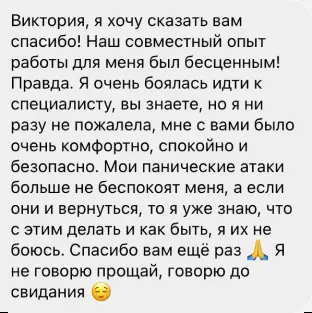 Виктория, я хочу сказать вам
спасибо! Наш совместный опыт
работы для меня был бесценным!
Правда. Я очень боялась идти к
специалисту, вы знаете, но я ни
разу не пожалела, мне с вами было
очень комфортно, спокойно и
безопасно. Мои панические атаки
больше не беспокоят меня, а если
они и вернуться, то я уже знаю, что
с этим делать и как быть, я их не
боюсь. Спасибо вам ещё раз 🙏 Я
не говорю прощай, говорю до
свидания 😌